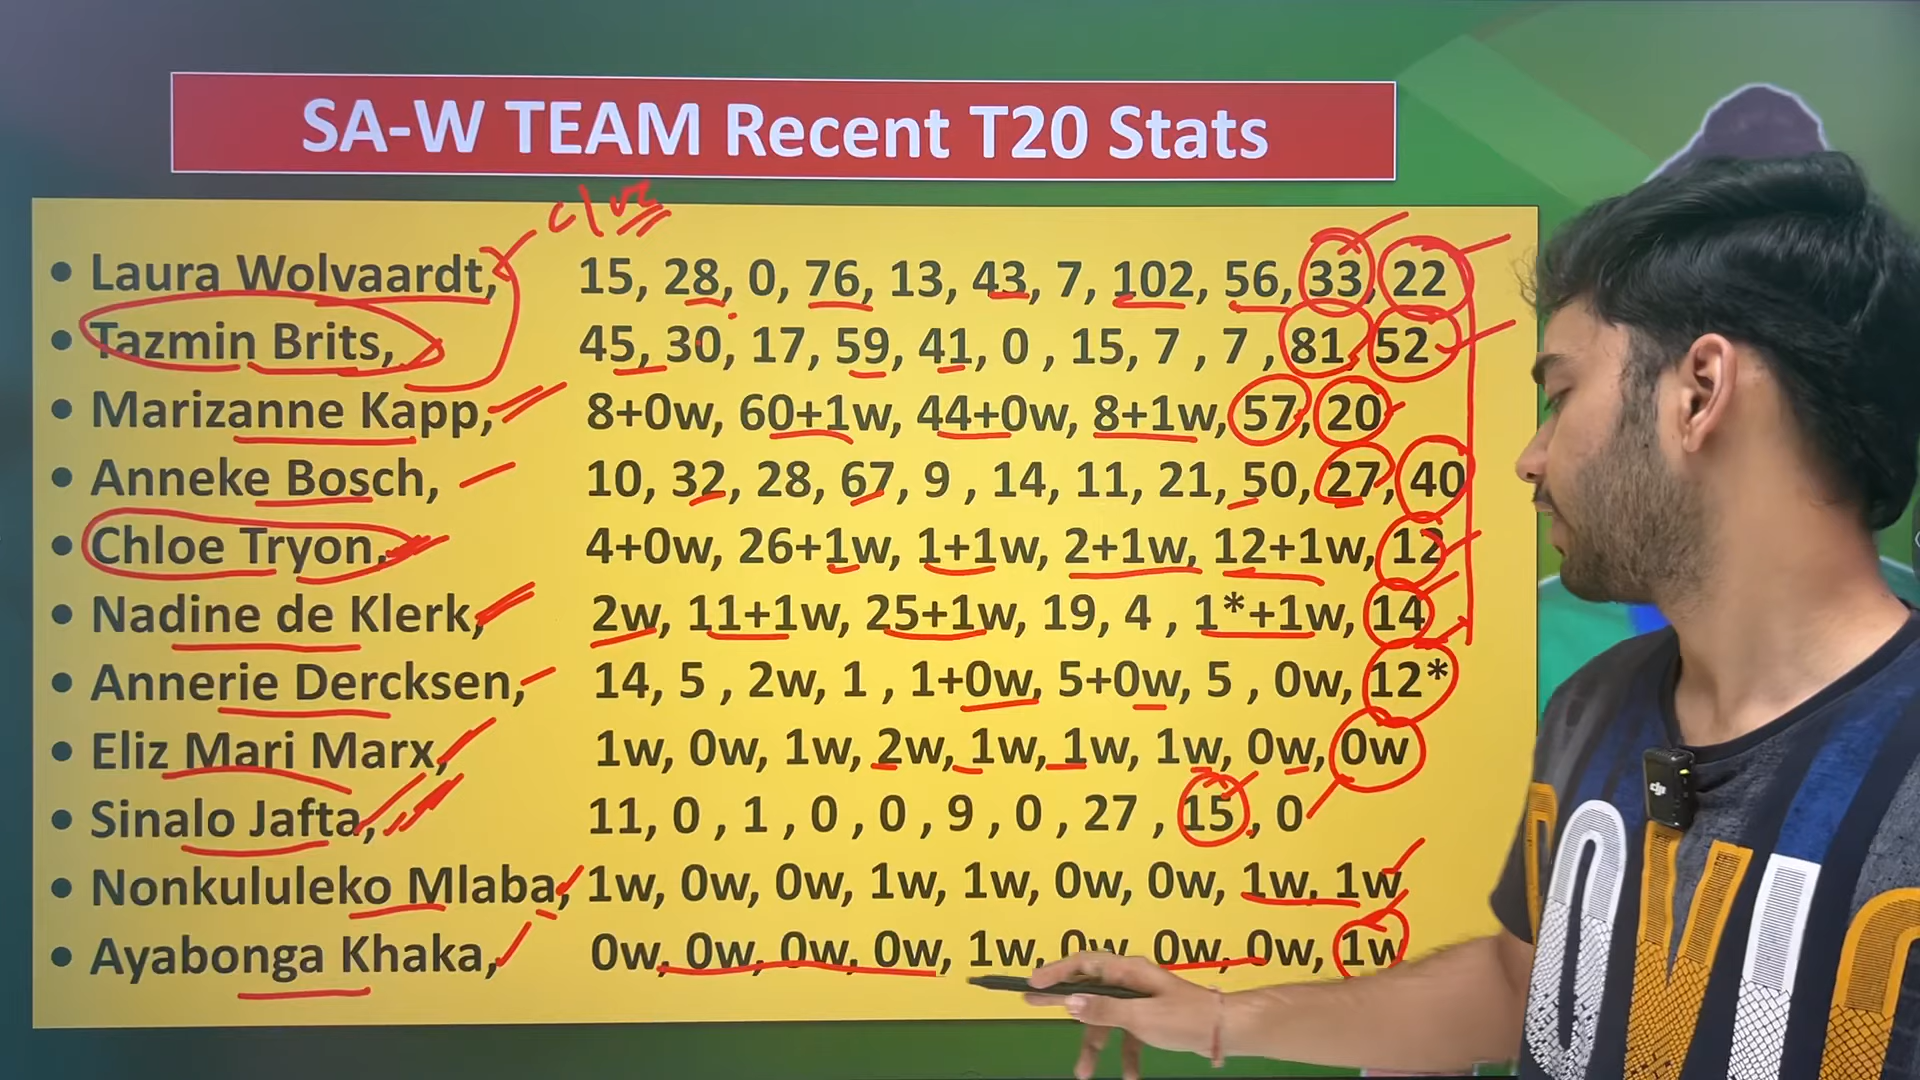 SA-W TEAM Recent T20 Stats
c/vc
• Laura Wolvaardt, 15, 28, 0, 76, 13, 43, 7, 102, 56, 33, 22
• Tazmin Brits, 45, 30, 17, 59, 41, 0 , 15, 7 , 7 , 81, 52
• Marizanne Kapp, 8+0w, 60+1w, 44+0w, 8+1w, 57, 20
• Anneke Bosch, 10, 32, 28, 67, 9 , 14, 11, 21, 50, 27, 40
• Chloe Tryon, 4+0w, 26+1w, 1+1w, 2+1w, 12+1w, 12
• Nadine de Klerk, 2w, 11+1w, 25+1w, 19, 4 , 1*+1w, 14
• Annerie Dercksen, 14, 5 , 2w, 1 , 1+0w, 5+0w, 5 , 0w, 12*
• Eliz Mari Marx, 1w, 0w, 1w, 2w, 1w, 1w, 1w, 0w, 0w
• Sinalo Jafta, 11, 0 , 1 , 0 , 0 , 9 , 0 , 27 , 15 , 0
• Nonkululeko Mlaba, 1w, 0w, 0w, 1w, 1w, 0w, 0w, 1w, 1w
• Ayabonga Khaka, 0w, 0w, 0w, 0w, 1w, 0w, 0w, 0w, 1w
dji